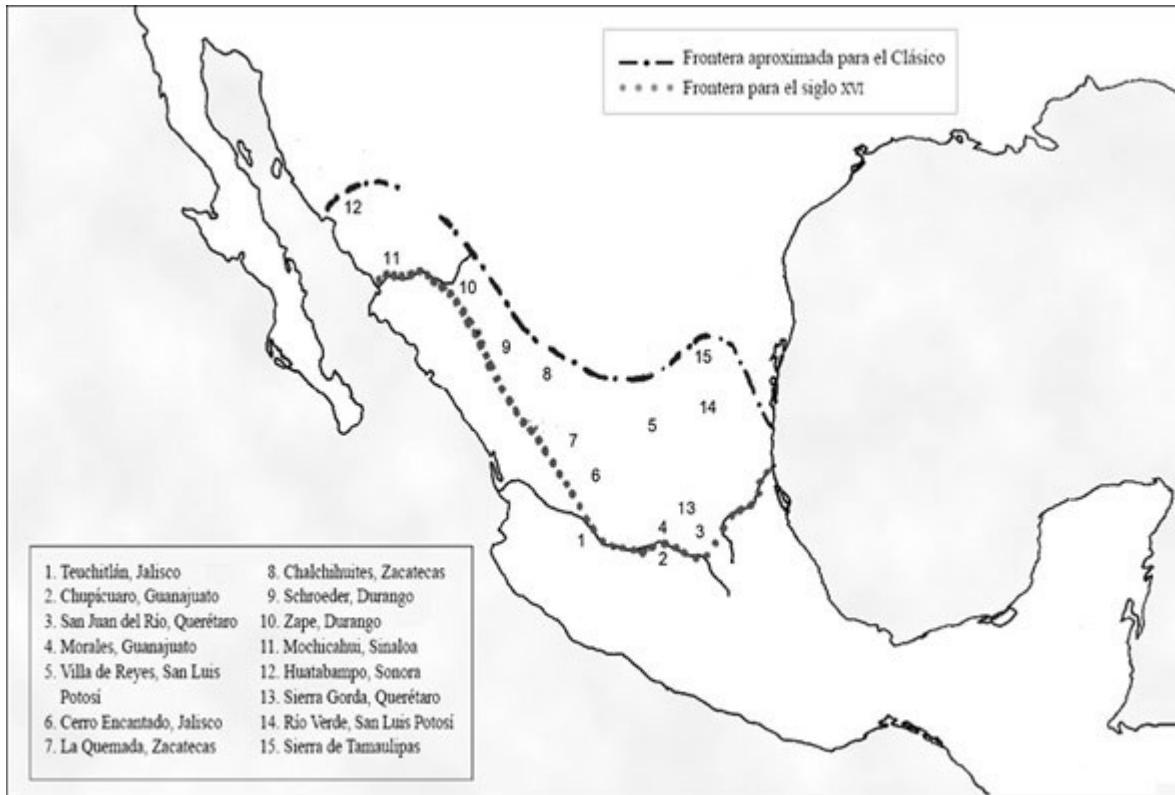 Frontera aproximada para el Clásico
Frontera para el siglo XVI
12
11
10
9
8
15
14
5
7
6
13
4
3
1
2
1. Teuchitlán, Jalisco
2. Chupícuaro, Guanajuato
3. San Juan del Río, Querétaro
4. Morales, Guanajuato
5. Villa de Reyes, San Luis
Potosí
6. Cerro Encantado, Jalisco
7. La Quemada, Zacatecas
8. Chalchihuites, Zacatecas
9. Schroeder, Durango
10. Zape, Durango
11. Mochicahui, Sinaloa
12. Huatabampo, Sonora
13. Sierra Gorda, Querétaro
14. Río Verde, San Luis Potosí
15. Sierra de Tamaulipas